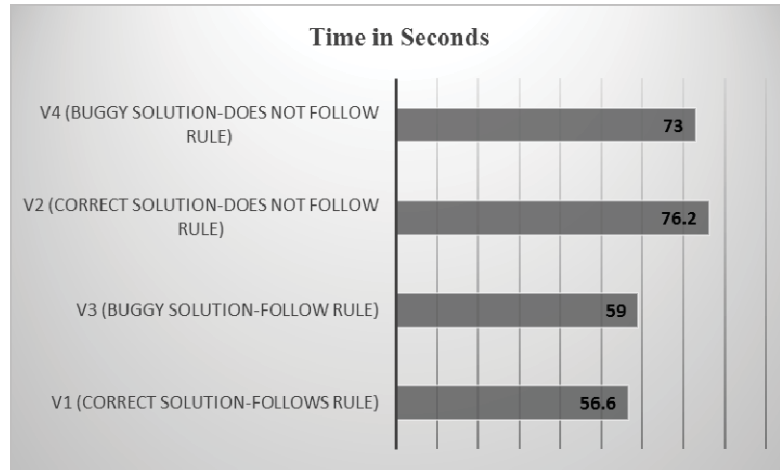 Time in Seconds
V4 (BUGGY SOLUTION-DOES NOT FOLLOW
RULE)
73
V2 (CORRECT SOLUTION-DOES NOT FOLLOW
RULE)
76.2
V3 (BUGGY SOLUTION-FOLLOW RULE)
59
V1 (CORRECT SOLUTION-FOLLOWS RULE)
56.6